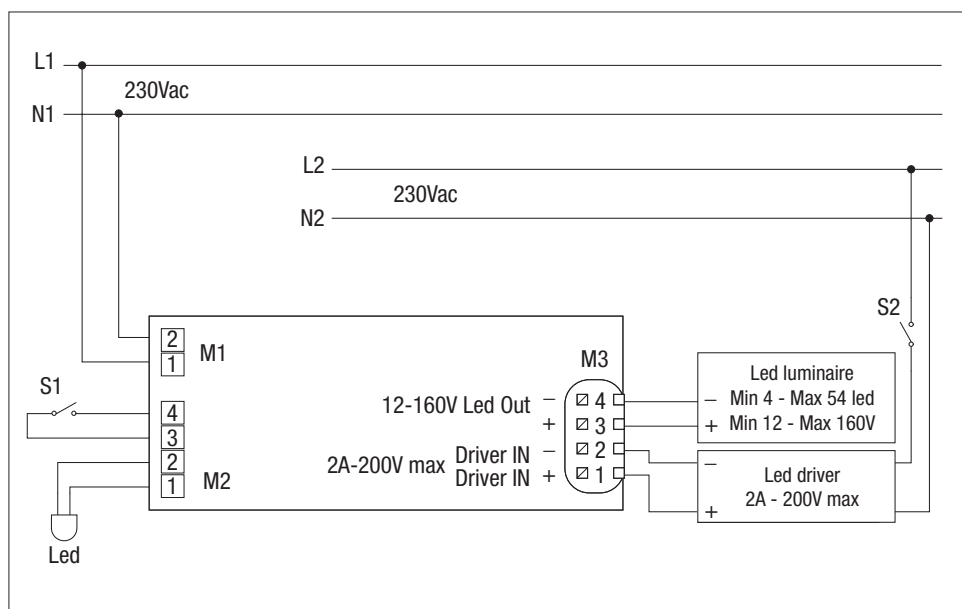 L1
230Vac
N1
L2
230Vac
N2
S2
2
1
M1
M3
S1
4
3
2
1
M2
Led
12-160V Led Out
−
+
2A-200V max
Driver IN −
Driver IN +
4
3
2
1
Led luminaire
− Min 4 - Max 54 led
+ Min 12 - Max 160V
−
Led driver
2A - 200V max
+